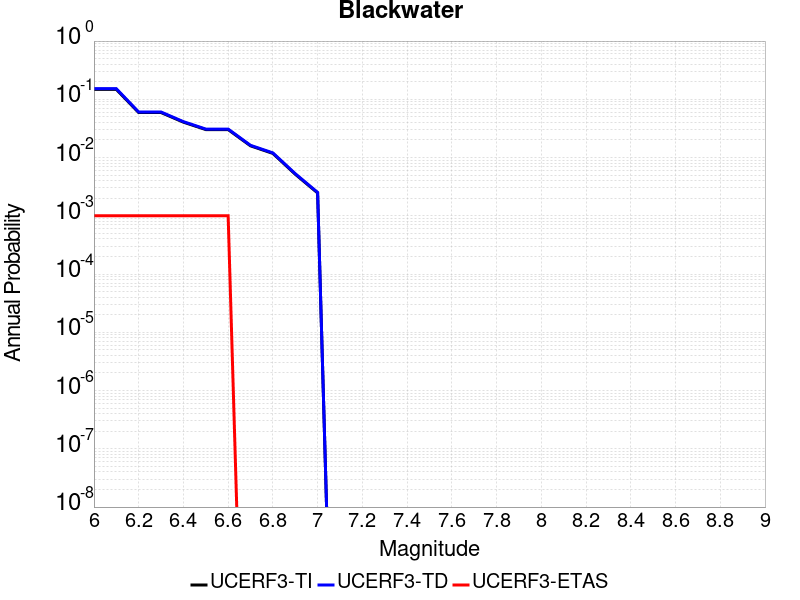 Blackwater
10^0
10^-1
10^-2
10^-3
10^-4
10^-5
10^-6
10^-7
10^-8
Annual Probability
6 6.2 6.4 6.6 6.8 7 7.2 7.4 7.6 7.8 8 8.2 8.4 8.6 8.8 9
Magnitude
UCERF3-TI UCERF3-TD UCERF3-ETAS